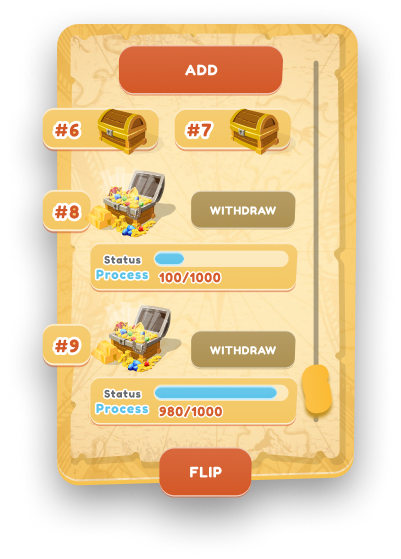 ADD
#6
#7
#8
WITHDRAW
Status
Process 100/1000
#9
WITHDRAW
Status
Process 980/1000
FLIP